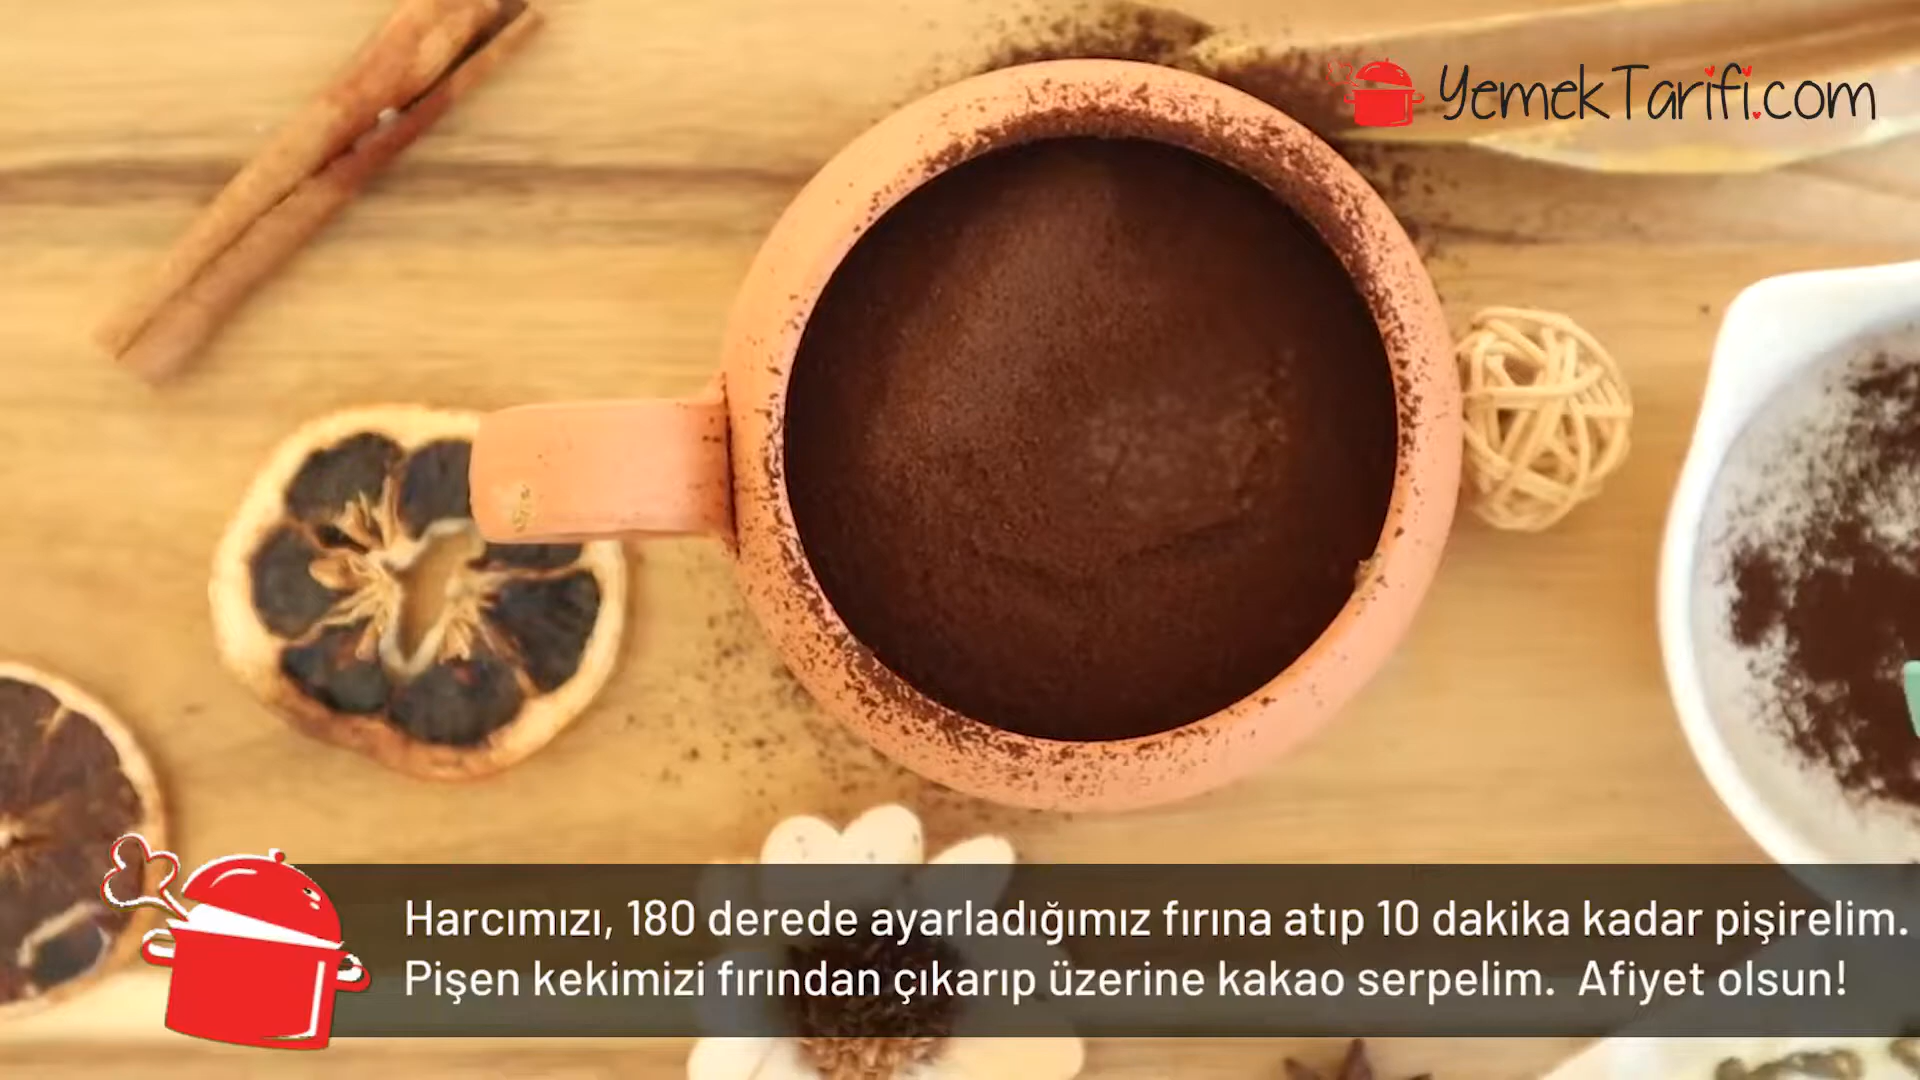 YemekTarifi.com
Harcımızı, 180 derede ayarladığımız fırına atıp 10 dakika kadar pişirelim.
Pişen kekimizi fırından çıkarıp üzerine kakao serpelim. Afiyet olsun!